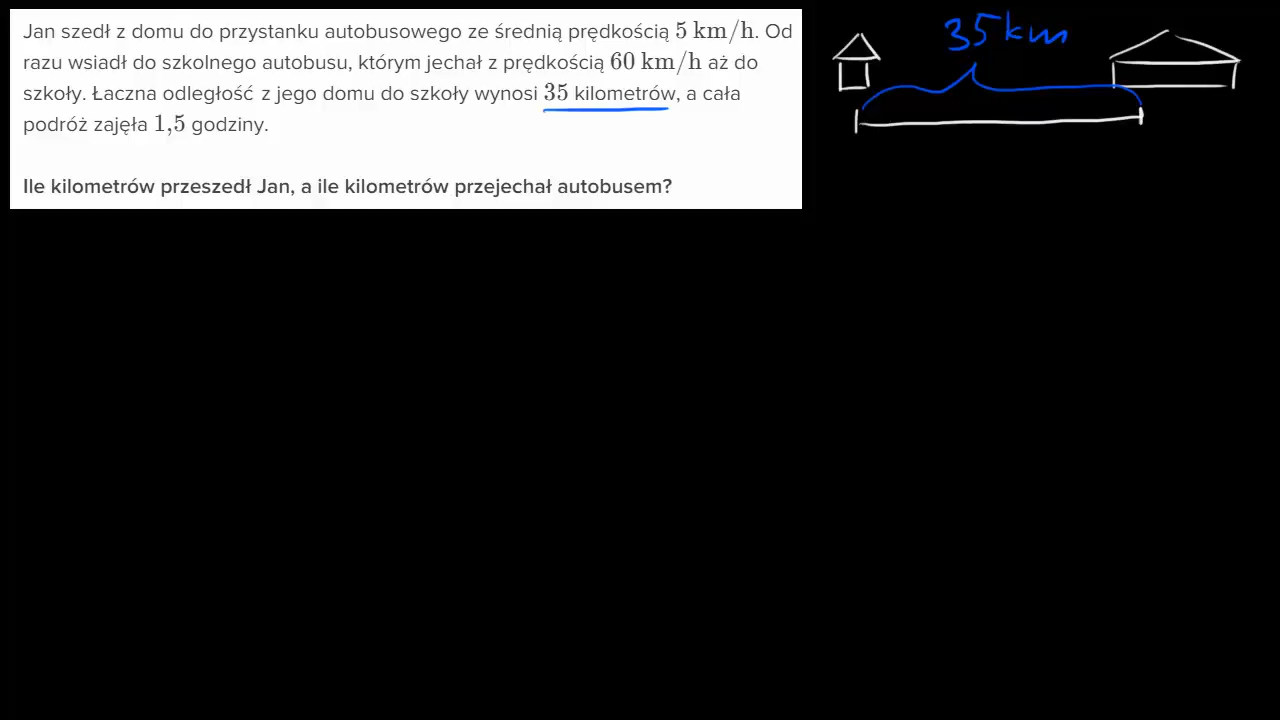 Jan szedł z domu do przystanku autobusowego ze średnią prędkością 5 km/h. Od
razu wsiadł do szkolnego autobusu, którym jechał z prędkością 60 km/h aż do
szkoły. Łaczna odległość z jego domu do szkoły wynosi 35 kilometrów, a cała
podróż zajęła 1,5 godziny.
Ile kilometrów przeszedł Jan, a ile kilometrów przejechał autobusem?
35 km